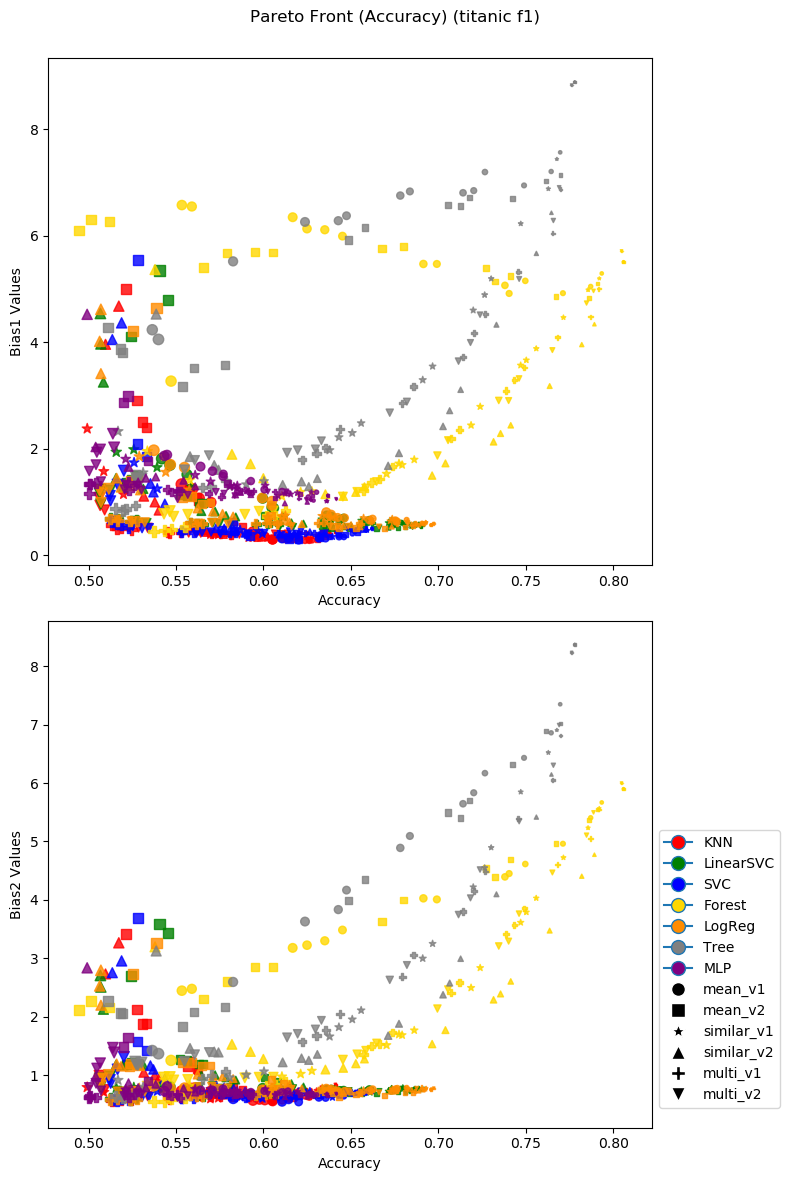 Pareto Front (Accuracy) (titanic f1)
Bias1 Values
8
6
4
2
0
0.50 0.55 0.60 0.65 0.70 0.75 0.80
Accuracy
Bias2 Values
8
7
6
5
4
3
2
1
0.50 0.55 0.60 0.65 0.70 0.75 0.80
Accuracy
KNN
LinearSVC
SVC
Forest
LogReg
Tree
MLP
mean_v1
mean_v2
similar_v1
similar_v2
multi_v1
multi_v2